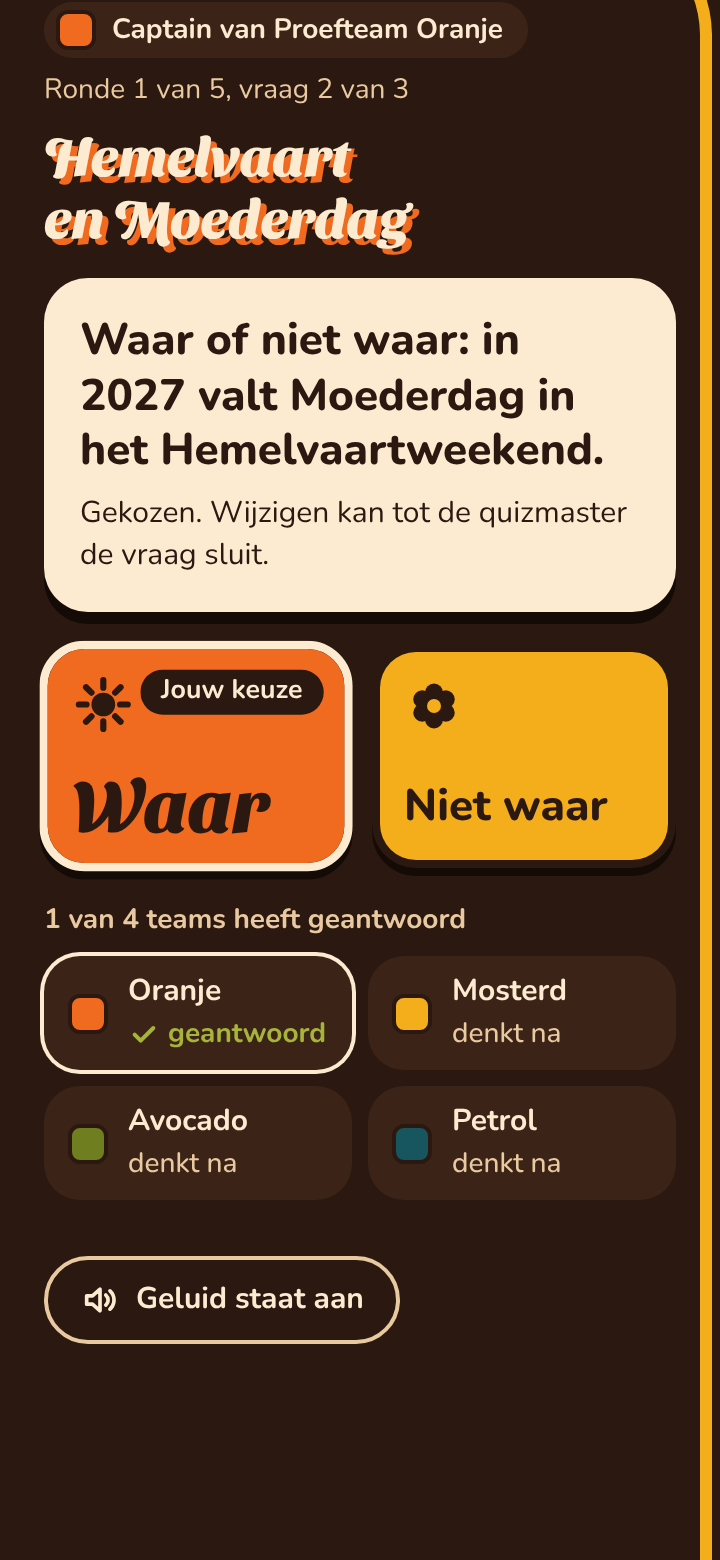 Captain van Proefteam Oranje
Ronde 1 van 5, vraag 2 van 3
Hemelvaart
en Moederdag
Waar of niet waar: in
2027 valt Moederdag in
het Hemelvaartweekend.
Gekozen. Wijzigen kan tot de quizmaster
de vraag sluit.
Jouw keuze
Waar
Niet waar
1 van 4 teams heeft geantwoord
Oranje
geantwoord
Mosterd
denkt na
Avocado
denkt na
Petrol
denkt na
Geluid staat aan